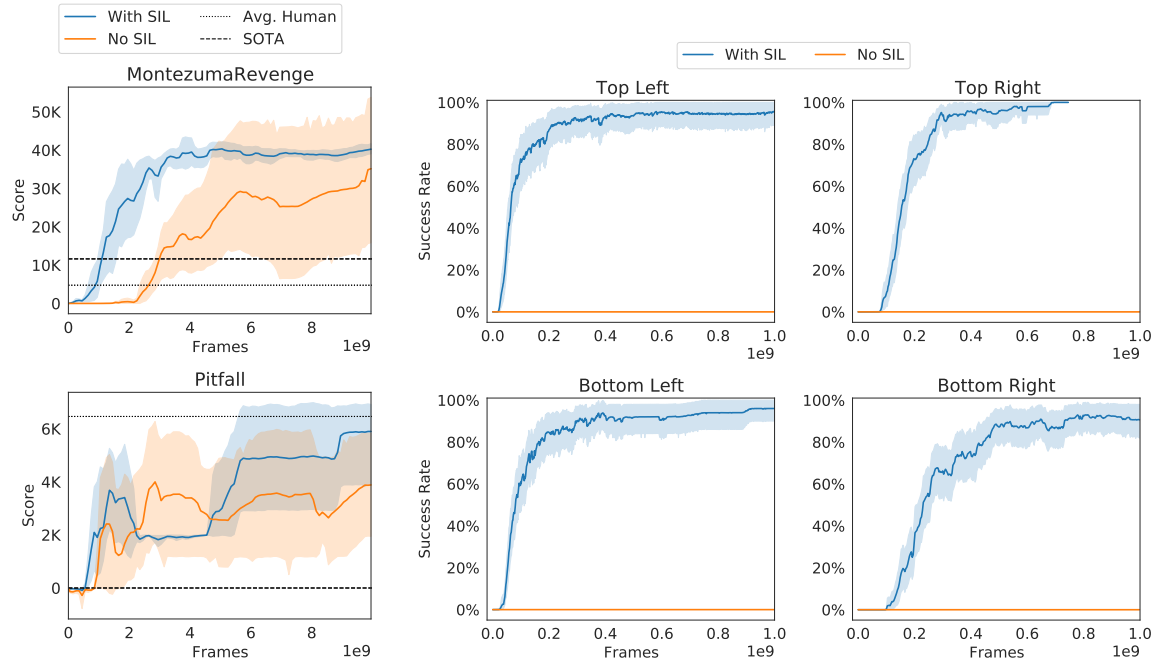 With SIL
No SIL
Avg. Human
SOTA
MontezumaRevenge
50K
40K
30K
20K
10K
0
Score
0 2 4 6 8
Frames
1e9
Pitfall
6K
4K
2K
0
Score
0 2 4 6 8
Frames
1e9
With SIL No SIL
Top Left
100%
80%
60%
40%
20%
0%
Success Rate
0.0 0.2 0.4 0.6 0.8 1.0
1e9
Top Right
100%
80%
60%
40%
20%
0%
0.0 0.2 0.4 0.6 0.8 1.0
1e9
Bottom Left
100%
80%
60%
40%
20%
0%
Success Rate
0.0 0.2 0.4 0.6 0.8 1.0
Frames
1e9
Bottom Right
100%
80%
60%
40%
20%
0%
0.0 0.2 0.4 0.6 0.8 1.0
Frames
1e9